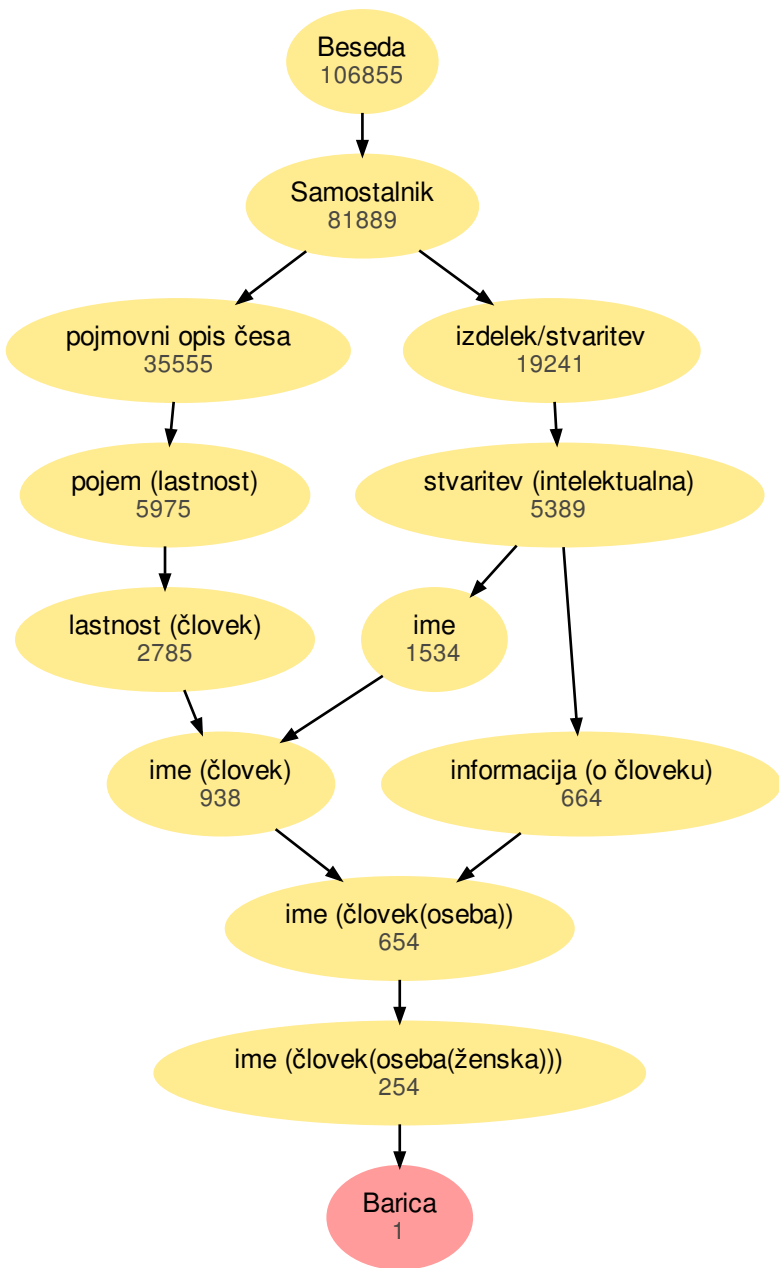 Beseda
106855
Samostalnik
81889
pojmovni opis česa
35555
izdelek/stvaritev
19241
pojem (lastnost)
5975
stvaritev (intelektualna)
5389
lastnost (človek)
2785
ime
1534
ime (človek)
938
informacija (o človeku)
664
ime (človek(oseba))
654
ime (človek(oseba(ženska)))
254
Barica
1